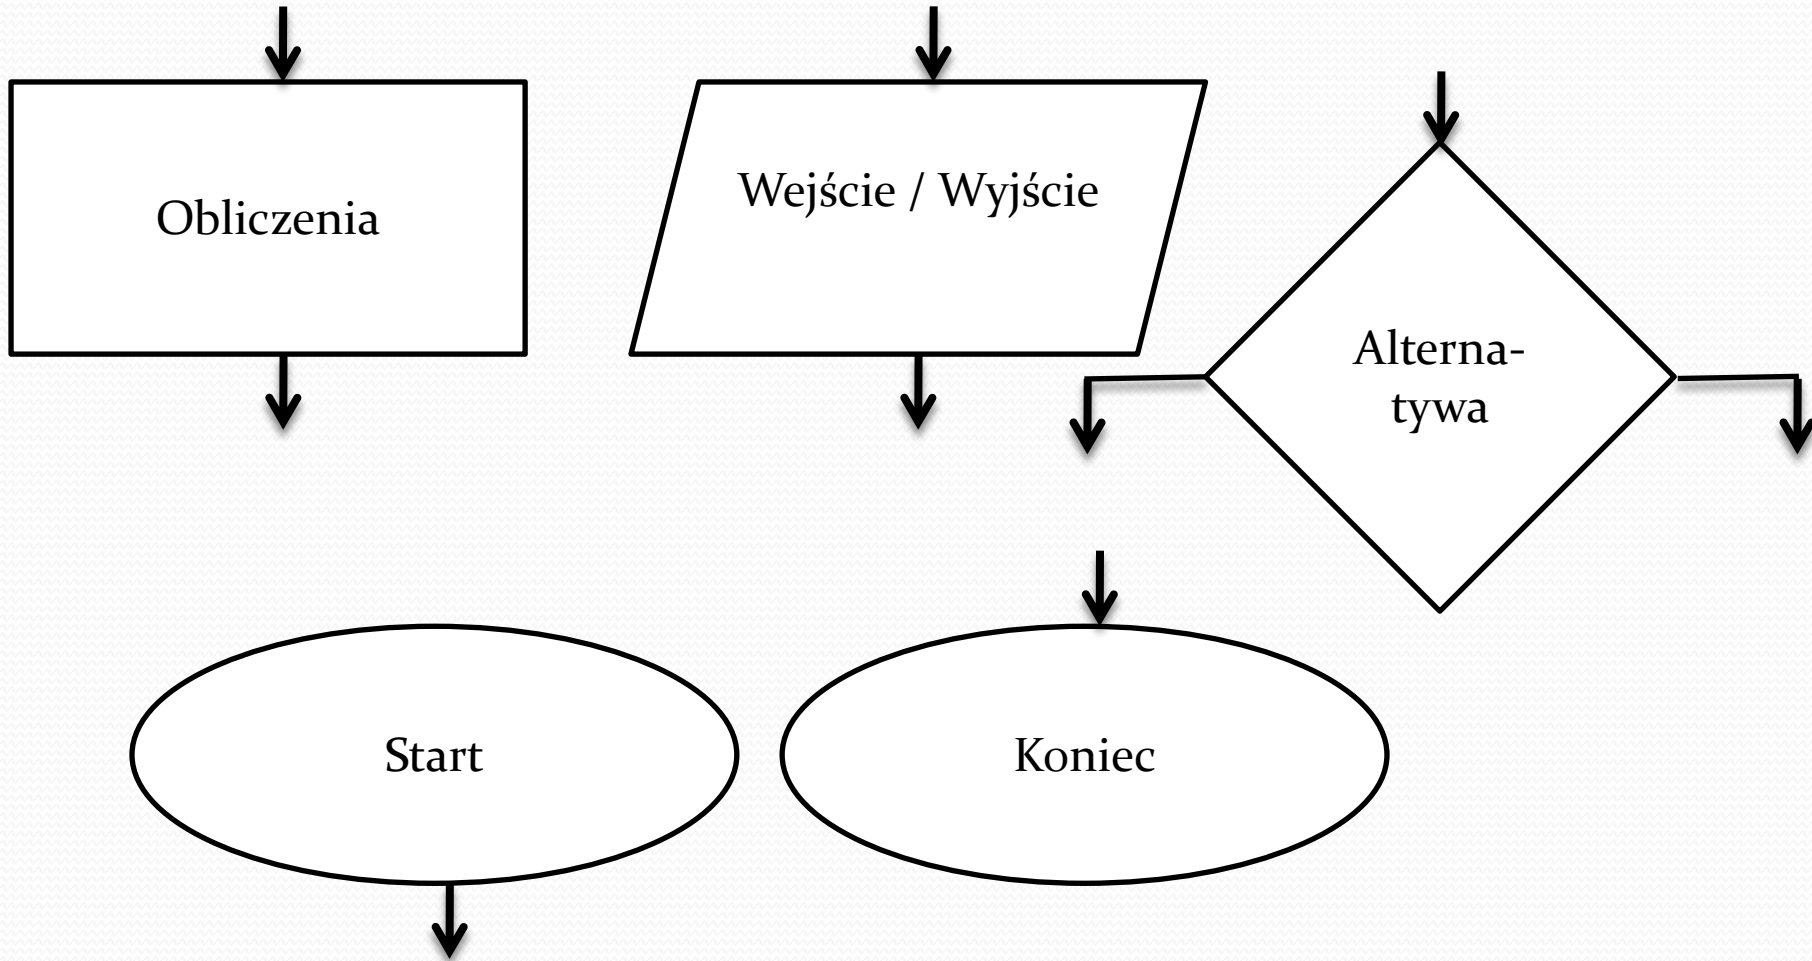 Obliczenia
Wejście / Wyjście
Alterna-
tywa
Start
Koniec